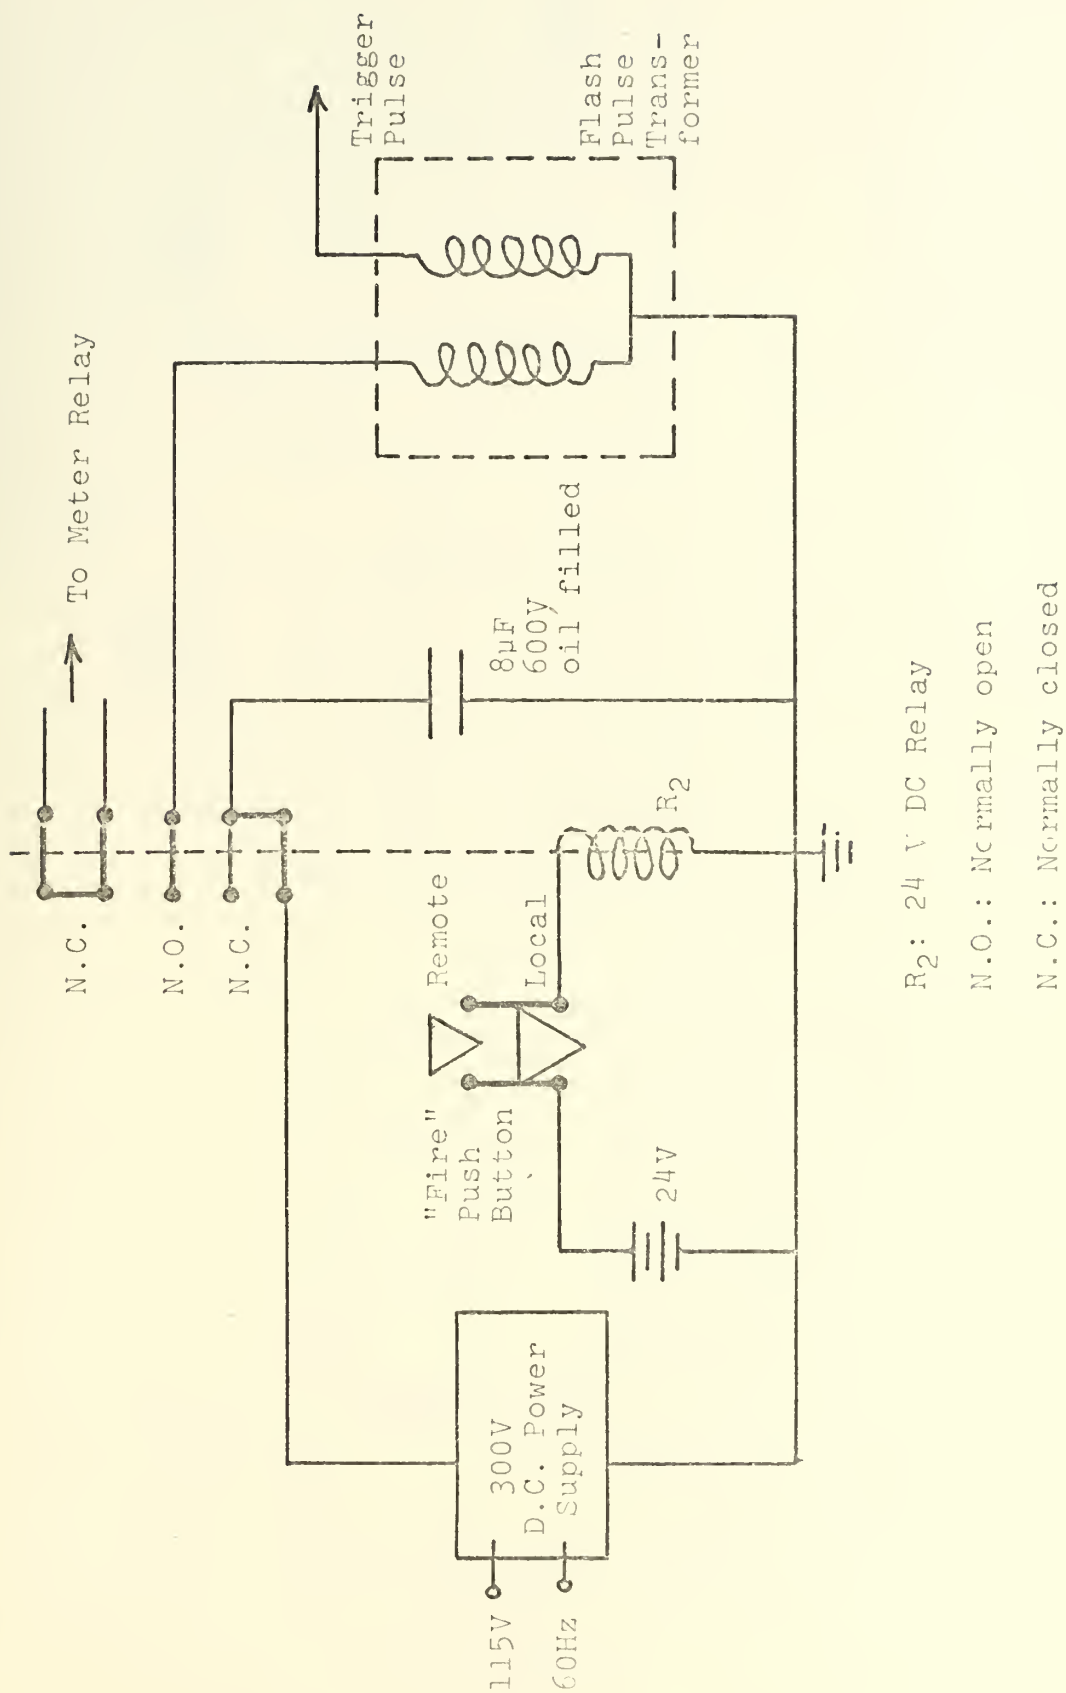 N.C.
To Meter Relay
N.O.
N.C.
Trigger
Pulse
"Fire"
Push
Button
Remote
Local
8μF
600V
oil filled
Flash
Pulse
Trans-
former
115V
60Hz
300V
D.C. Power
Supply
24V
R₂
R₂: 24 V DC Relay
N.O.: Normally open
N.C.: Normally closed